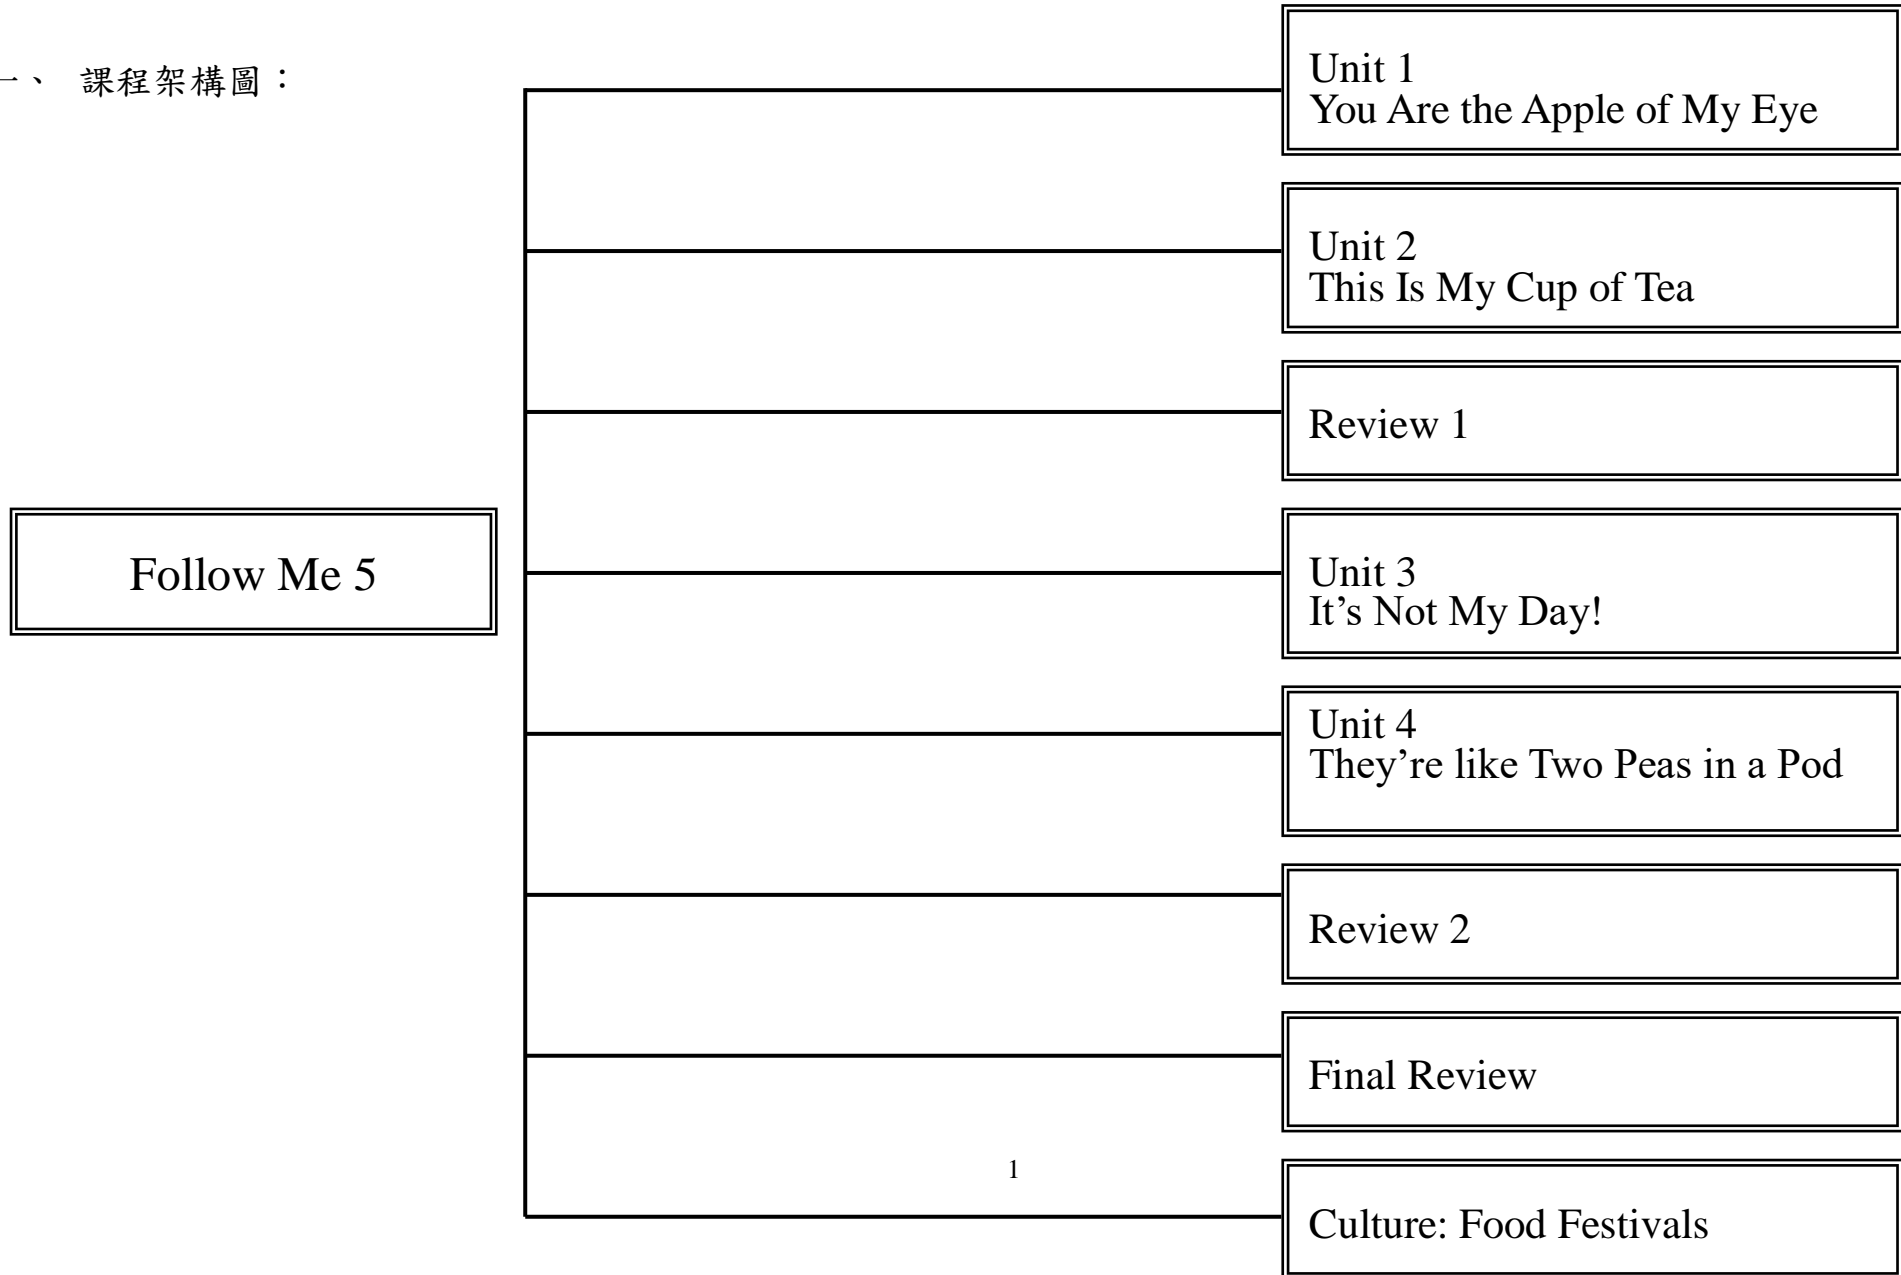 一、 課程架構圖：
Unit 1
You Are the Apple of My Eye
Unit 2
This Is My Cup of Tea
Review 1
Follow Me 5
Unit 3
It’s Not My Day!
Unit 4
They’re like Two Peas in a Pod
Review 2
Final Review
1
Culture: Food Festivals